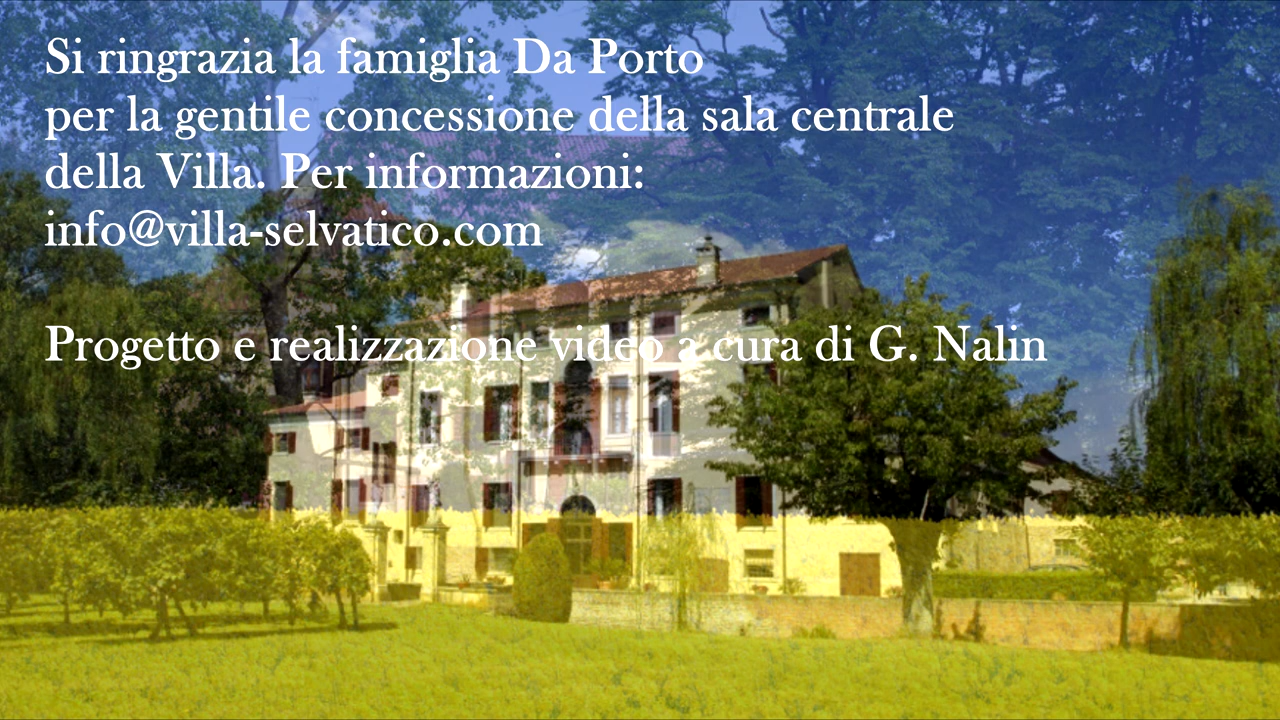 Si ringrazia la famiglia Da Porto
per la gentile concessione della sala centrale
della Villa. Per informazioni:
info@villa-selvatico.com
Progetto e realizzazione video a cura di G. Nalin